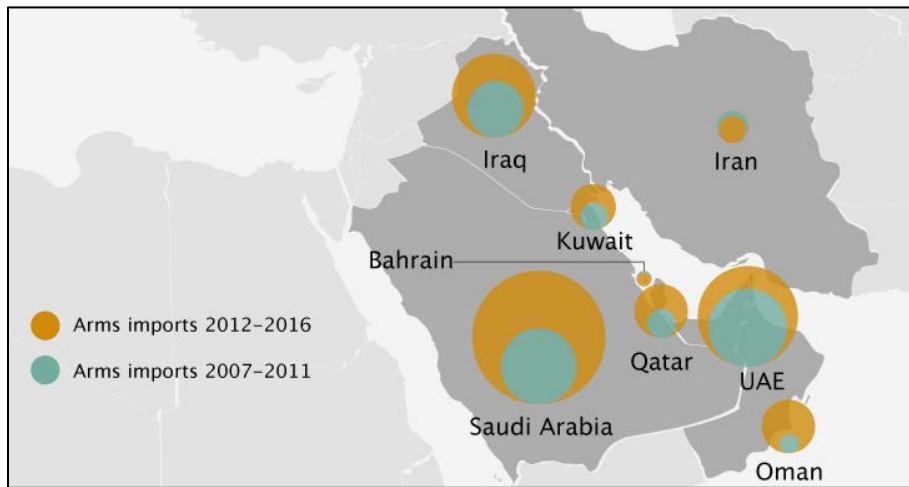 Iraq
Iran
Kuwait
Bahrain
Arms imports 2012–2016
Arms imports 2007–2011
Qatar
UAE
Saudi Arabia
Oman